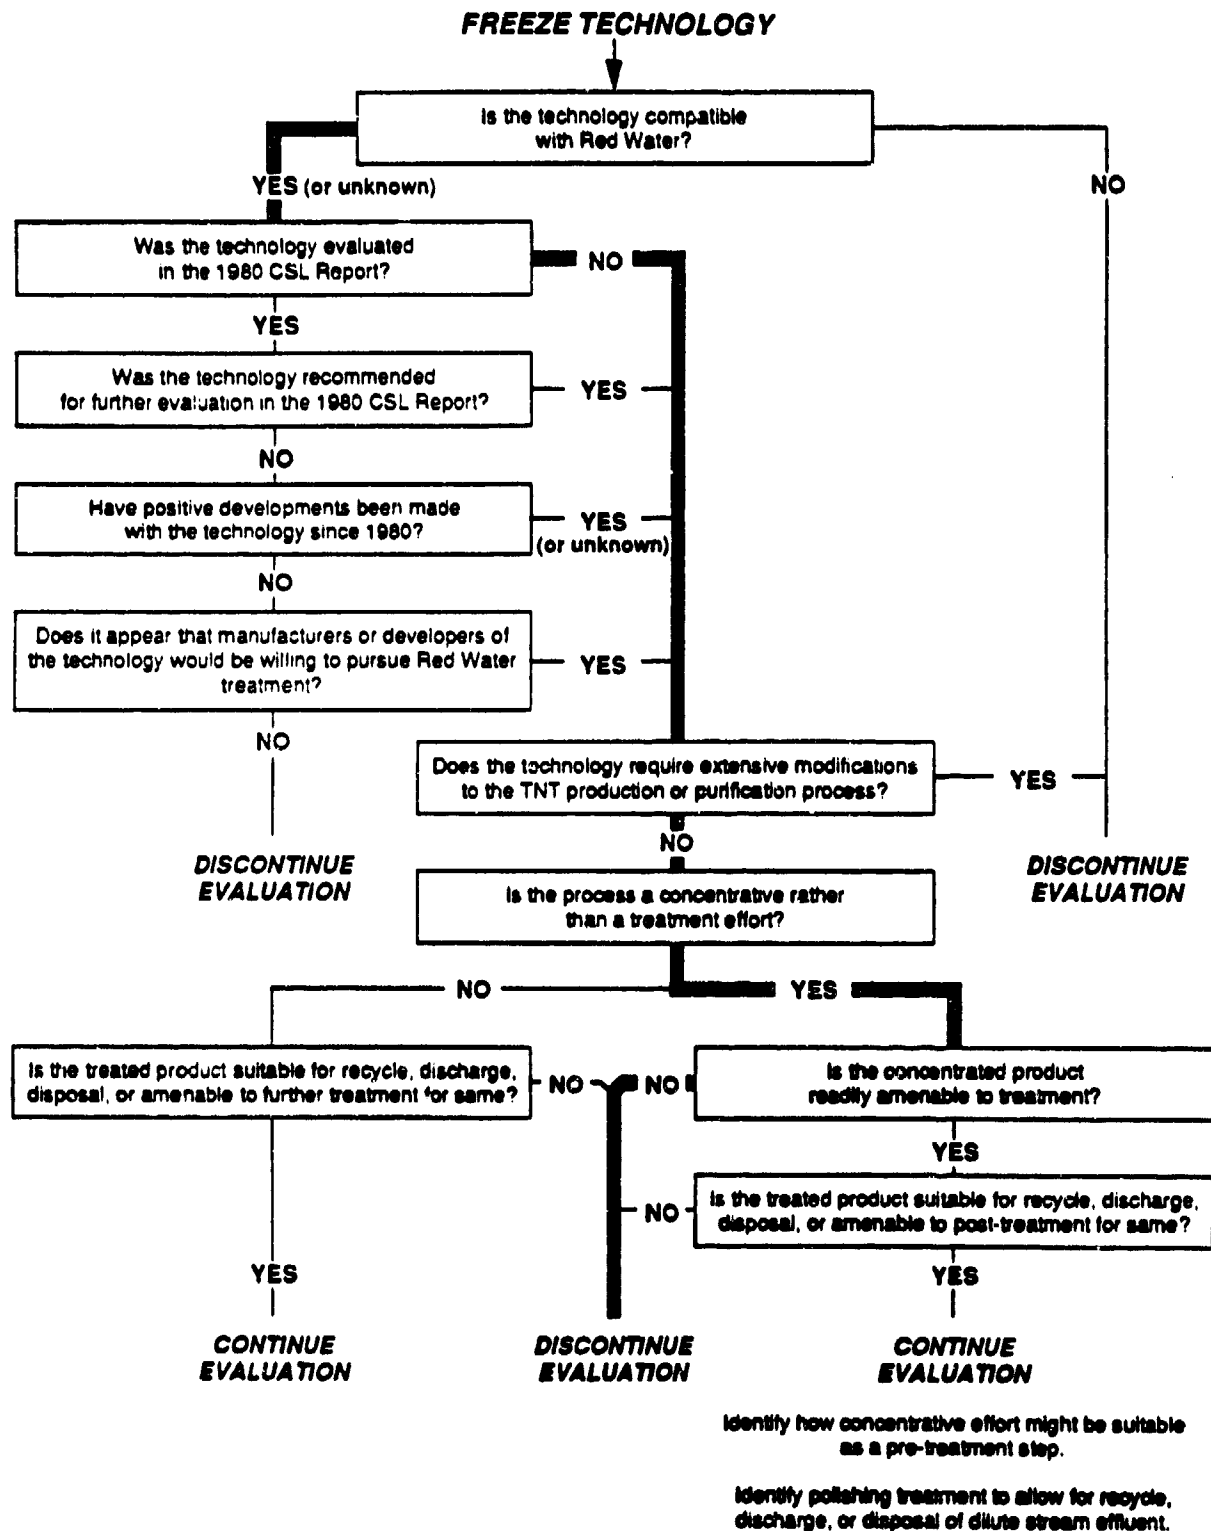 FREEZE TECHNOLOGY
Is the technology compatible
with Red Water?
YES (or unknown)
NO
Was the technology evaluated
in the 1980 CSL Report?
NO
YES
Was the technology recommended
for further evaluation in the 1980 CSL Report?
YES
NO
Have positive developments been made
with the technology since 1980?
YES
(or unknown)
NO
Does it appear that manufacturers or developers of
the technology would be willing to pursue Red Water
treatment?
YES
NO
Does the technology require extensive modifications
to the TNT production or purification process?
YES
NO
DISCONTINUE
EVALUATION
DISCONTINUE
EVALUATION
Is the process a concentrative rather
than a treatment effort?
NO
YES
Is the treated product suitable for recycle, discharge,
disposal, or amenable to further treatment for same?
NO
NO
Is the concentrated product
readily amenable to treatment?
YES
NO
Is the treated product suitable for recycle, discharge,
disposal, or amenable to post-treatment for same?
YES
YES
CONTINUE
EVALUATION
DISCONTINUE
EVALUATION
CONTINUE
EVALUATION
Identify how concentrative effort might be suitable
as a pre-treatment step.
Identify polishing treatment to allow for recycle,
discharge, or disposal of dilute stream effluent.